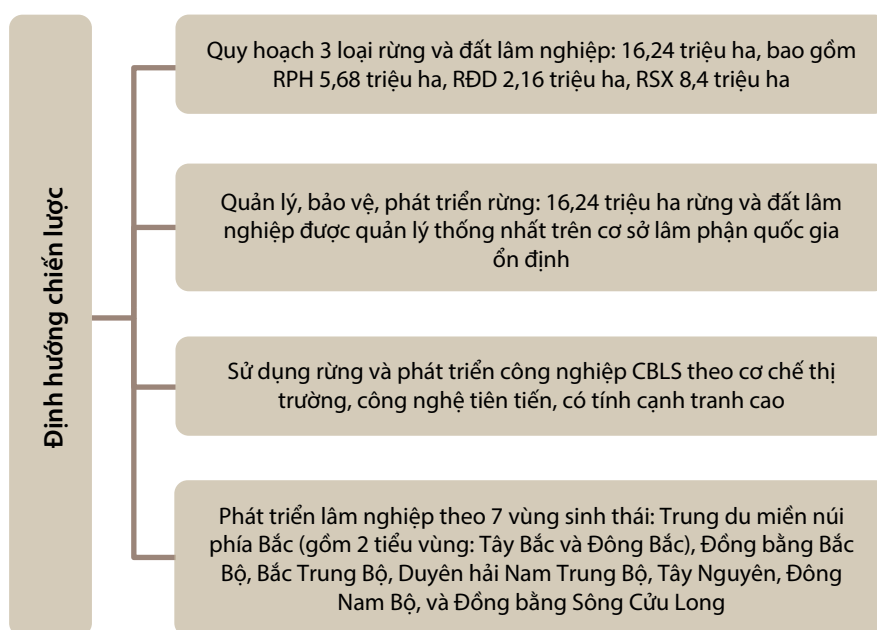 Định hướng chiến lược
Quy hoạch 3 loại rừng và đất lâm nghiệp: 16,24 triệu ha, bao gồm
RPH 5,68 triệu ha, RĐD 2,16 triệu ha, RSX 8,4 triệu ha
Quản lý, bảo vệ, phát triển rừng: 16,24 triệu ha rừng và đất lâm
nghiệp được quản lý thống nhất trên cơ sở lâm phận quốc gia
ổn định
Sử dụng rừng và phát triển công nghiệp CBLS theo cơ chế thị
trường, công nghệ tiên tiến, có tính cạnh tranh cao
Phát triển lâm nghiệp theo 7 vùng sinh thái: Trung du miền núi
phía Bắc (gồm 2 tiểu vùng: Tây Bắc và Đông Bắc), Đồng bằng Bắc
Bộ, Bắc Trung Bộ, Duyên hải Nam Trung Bộ, Tây Nguyên, Đông
Nam Bộ, và Đồng bằng Sông Cửu Long